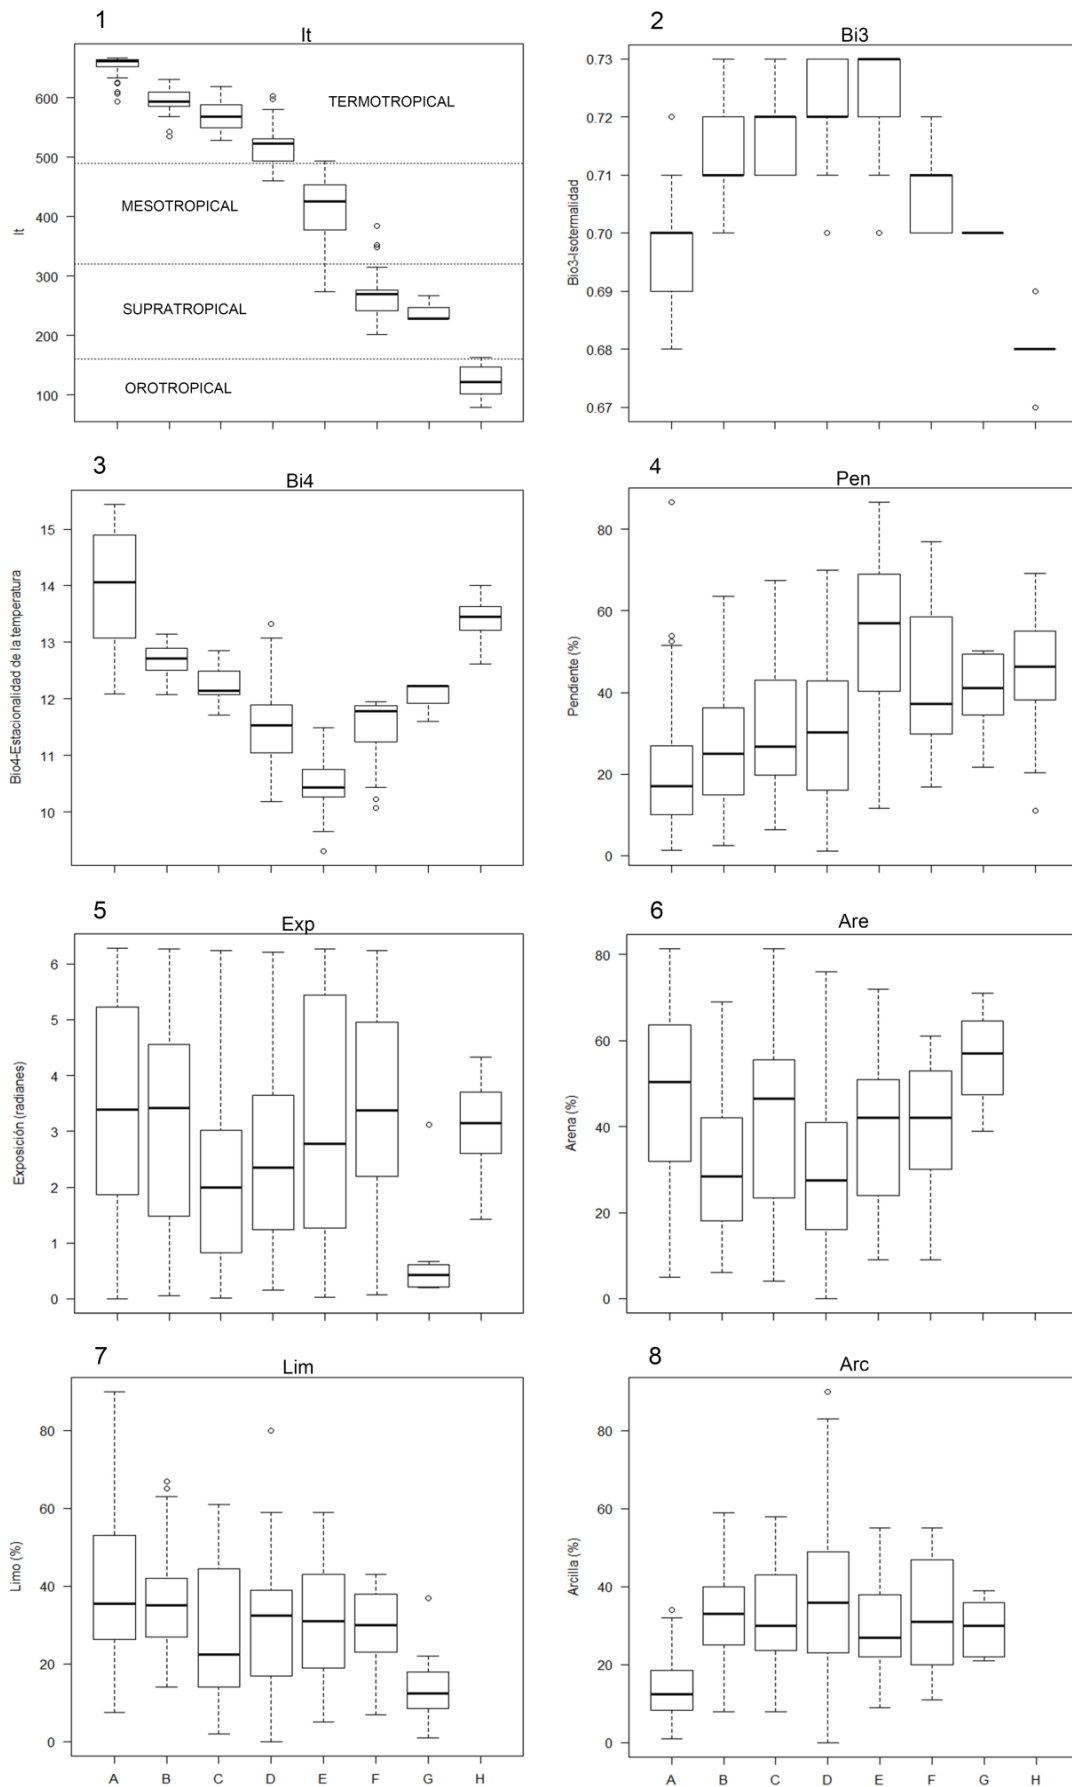 1
It
It
600
500
400
300
200
100
TERMOTROPICAL
MESOTROPICAL
SUPRATROPICAL
OROTROPICAL
2
Bi3
Bio3-Isotermalidad
0.73
0.72
0.71
0.70
0.69
0.68
0.67
3
Bi4
Bio4-Estacionalidad de la temperatura
15
14
13
12
11
10
4
Pen
Pendiente (%)
80
60
40
20
0
5
Exp
Exposición (radianes)
6
5
4
3
2
1
0
6
Are
Arena (%)
80
60
40
20
0
7
Lim
Limo (%)
80
60
40
20
0
A B C D E F G H
8
Arc
Arcilla (%)
80
60
40
20
0
A B C D E F G H